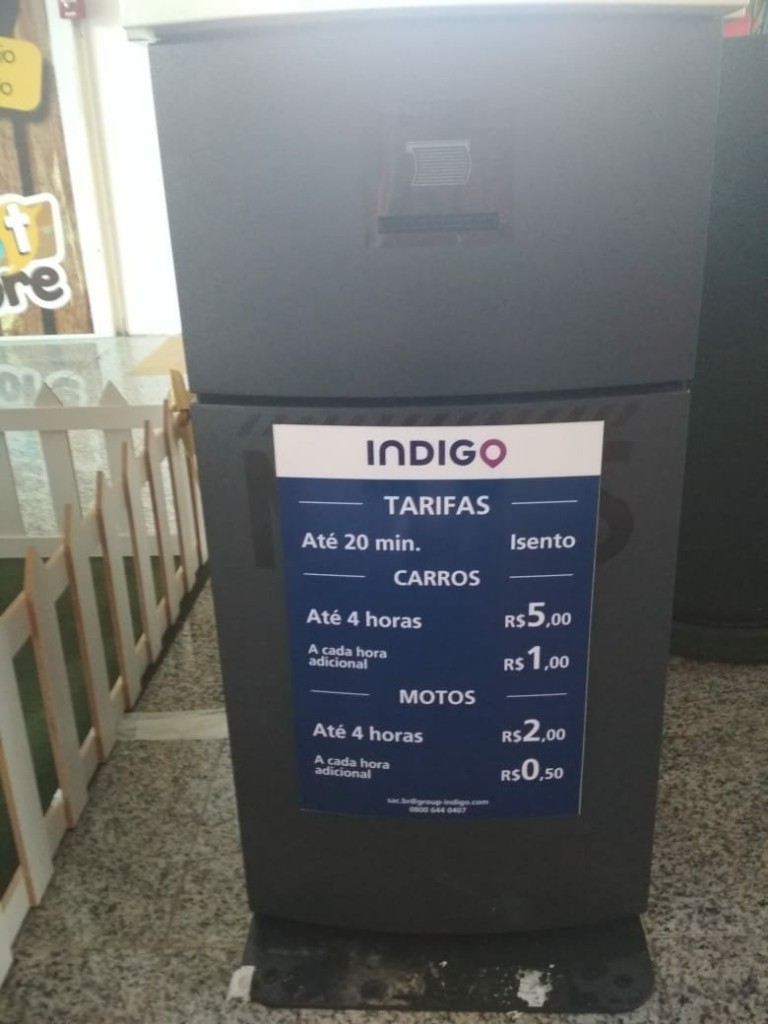 INDIGO
TARIFAS
Até 20 min. Isento
CARROS
Até 4 horas R$5,00
A cada hora
adicional R$1,00
MOTOS
Até 4 horas R$2,00
A cada hora
adicional R$0,50
sac.br@group-indigo.com
0800 644 0407